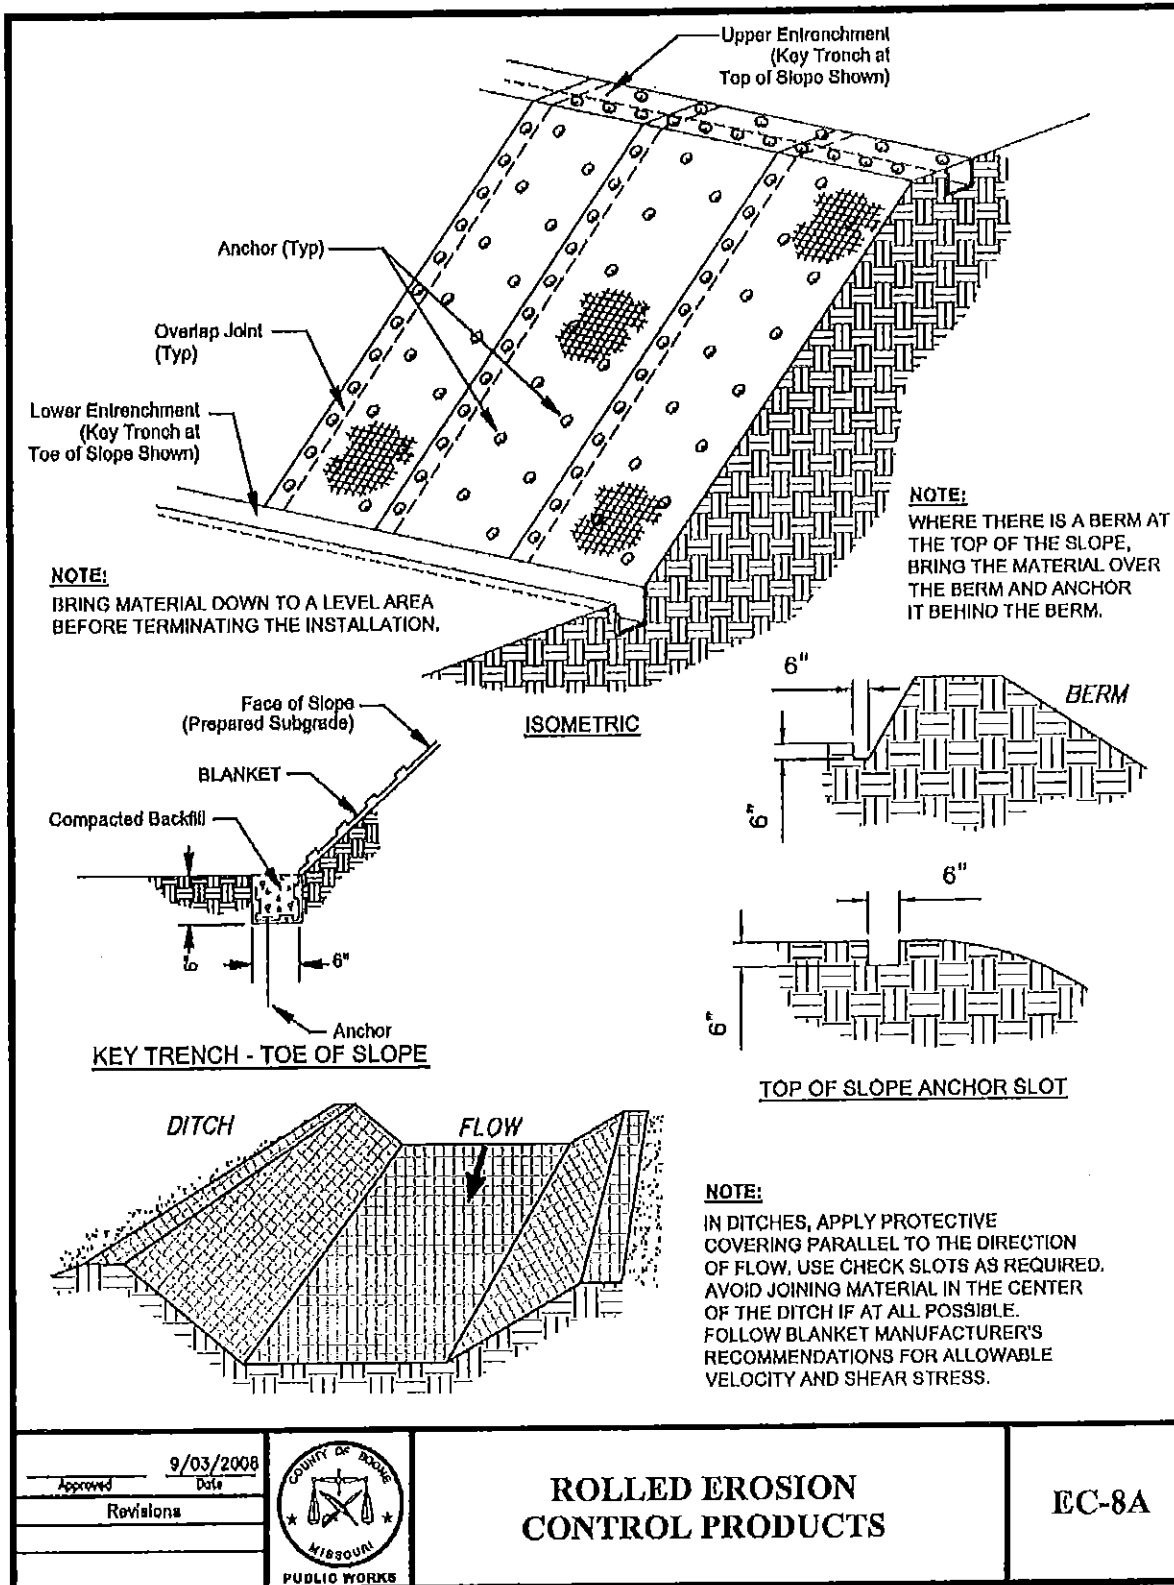 Upper Entrenchment
(Key Trench at
Top of Slope Shown)
Anchor (Typ)
Overlap Joint
(Typ)
Lower Entrenchment
(Key Trench at
Toe of Slope Shown)
NOTE:
WHERE THERE IS A BERM AT
THE TOP OF THE SLOPE,
BRING THE MATERIAL OVER
THE BERM AND ANCHOR
IT BEHIND THE BERM.
NOTE:
BRING MATERIAL DOWN TO A LEVEL AREA
BEFORE TERMINATING THE INSTALLATION.
ISOMETRIC
6"
BERM
6"
Face of Slope
(Prepared Subgrade)
BLANKET
Compacted Backfill
6"
6"
Anchor
KEY TRENCH - TOE OF SLOPE
6"
6"
TOP OF SLOPE ANCHOR SLOT
DITCH
FLOW
NOTE:
IN DITCHES, APPLY PROTECTIVE
COVERING PARALLEL TO THE DIRECTION
OF FLOW. USE CHECK SLOTS AS REQUIRED.
AVOID JOINING MATERIAL IN THE CENTER
OF THE DITCH IF AT ALL POSSIBLE.
FOLLOW BLANKET MANUFACTURER'S
RECOMMENDATIONS FOR ALLOWABLE
VELOCITY AND SHEAR STRESS.
9/03/2008
Approved Date
Revisions
COUNTY OF BOONE
MISSOURI
PUBLIC WORKS
ROLLED EROSION
CONTROL PRODUCTS
EC-8A